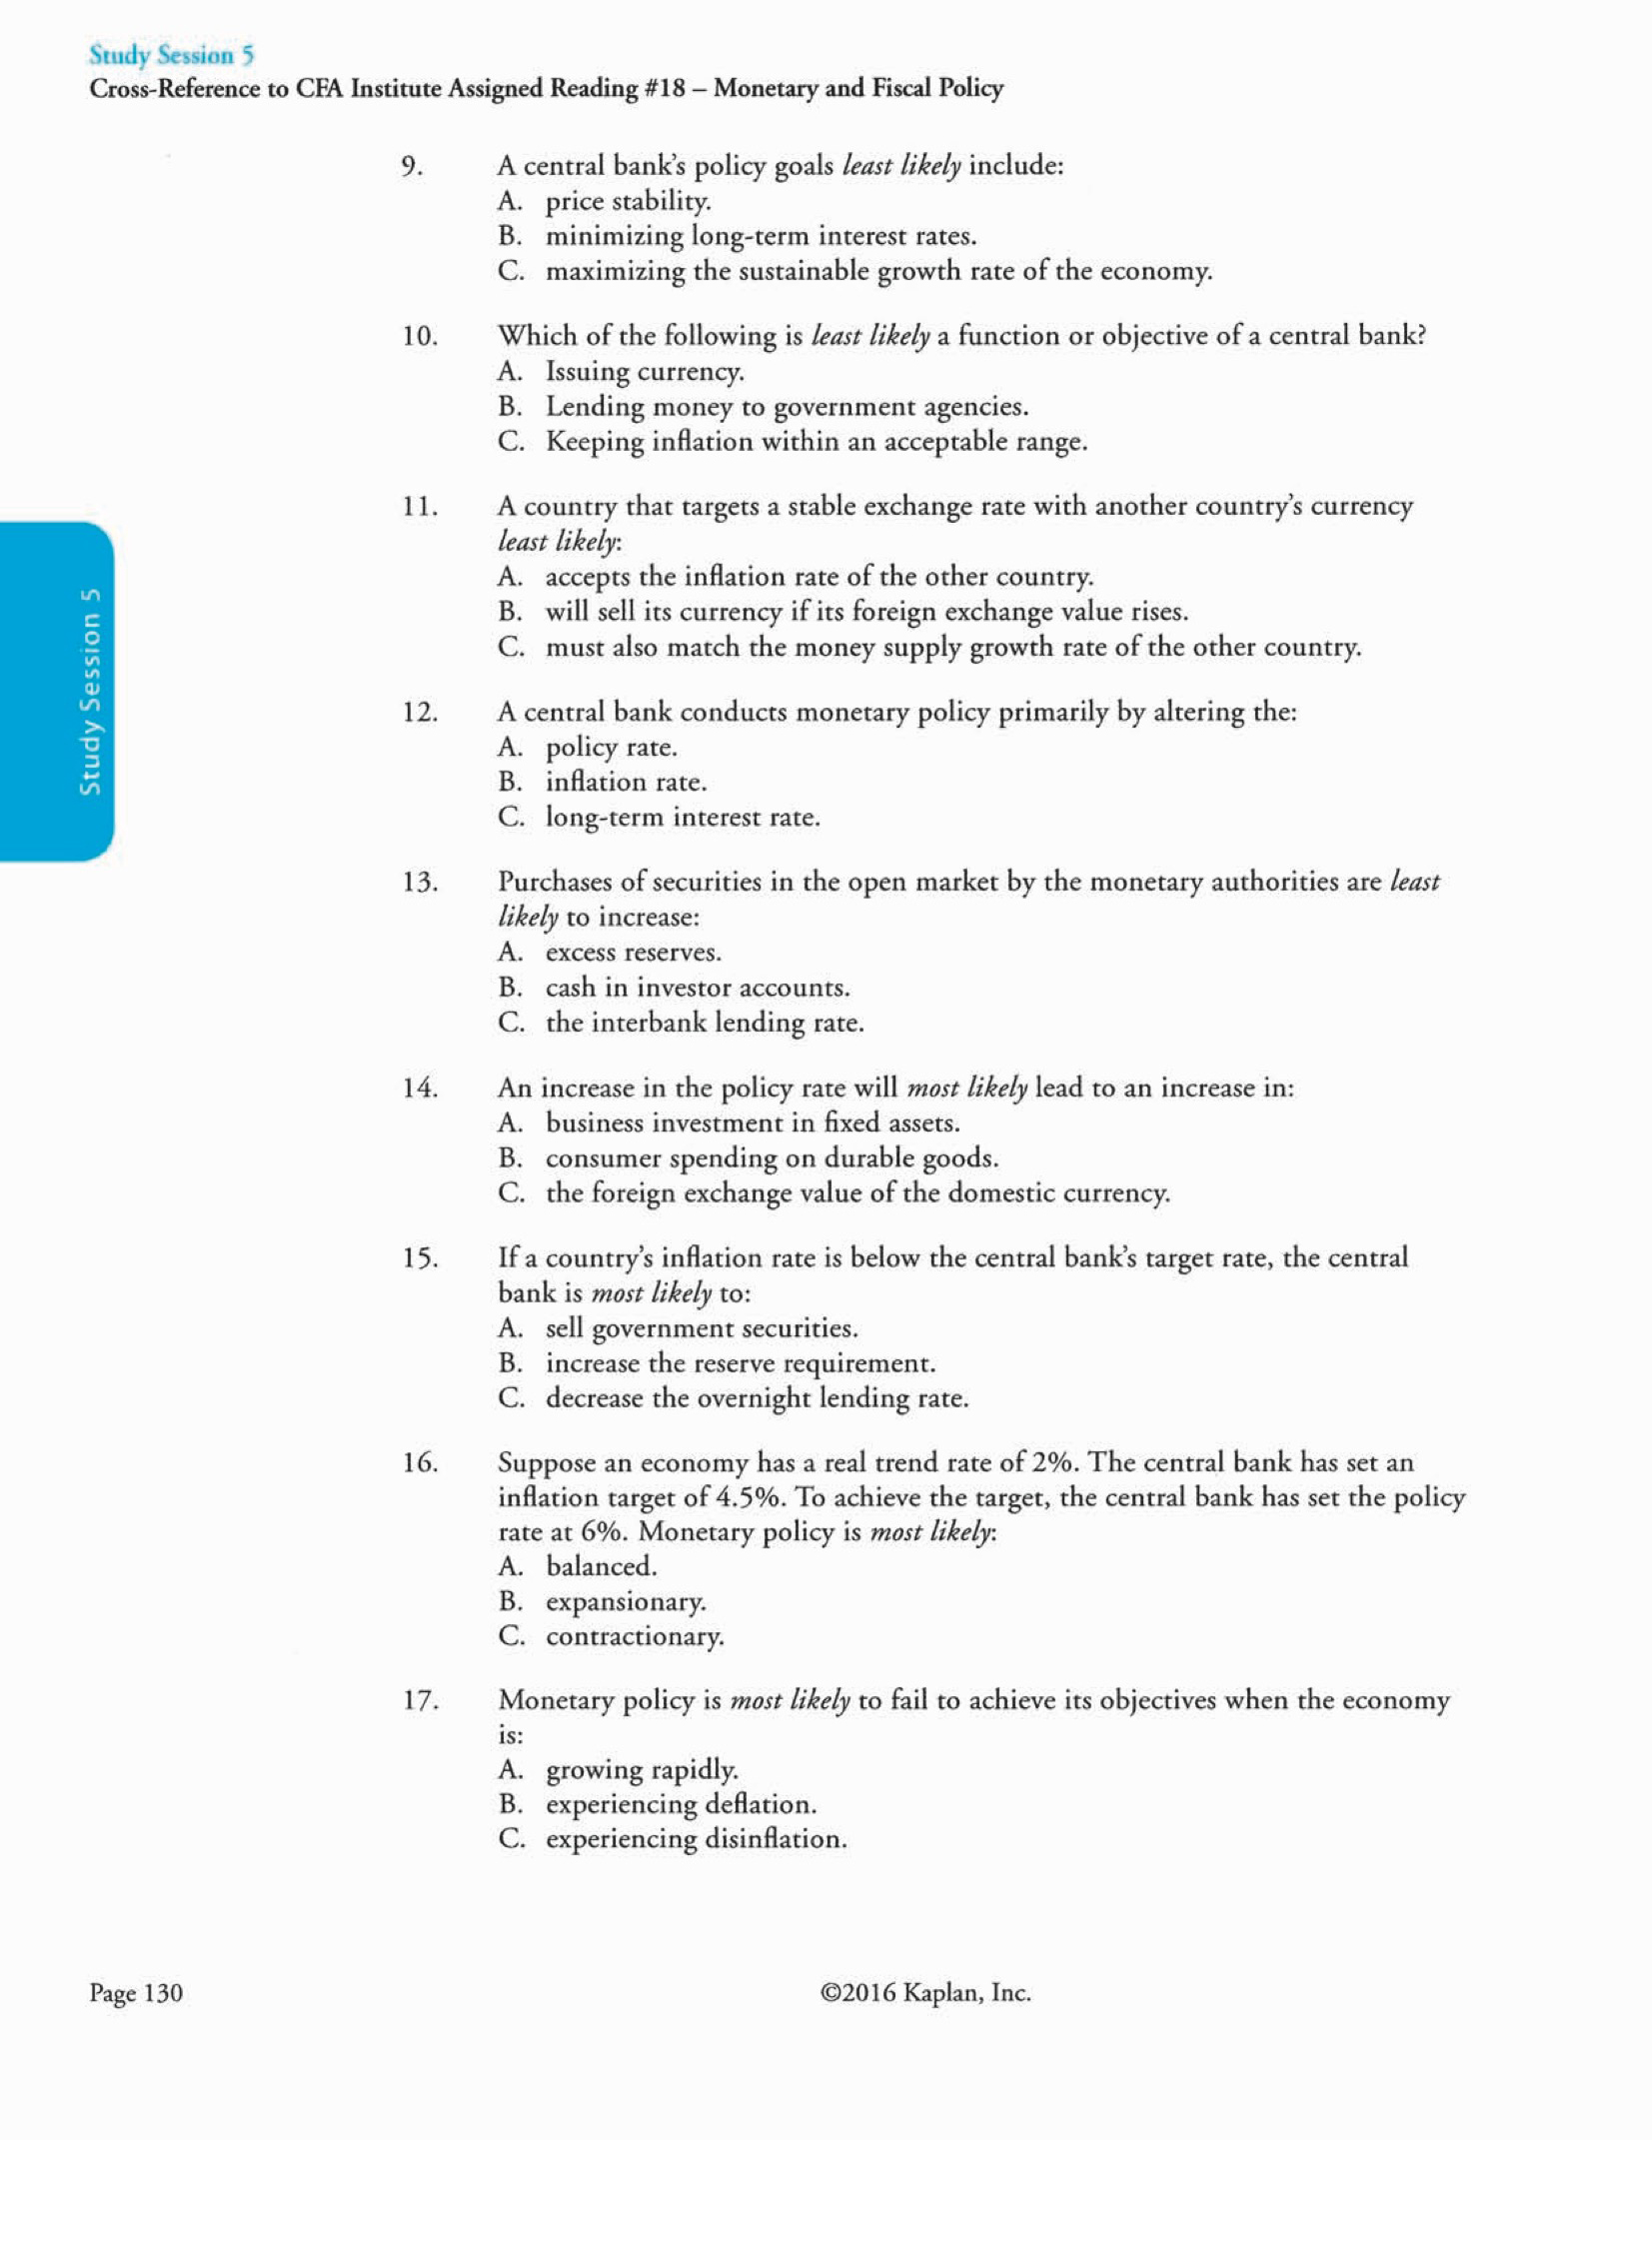 Study Session 5
Cross-Reference to CFA Institute Assigned Reading #18 – Monetary and Fiscal Policy
9. A central bank's policy goals least likely include:
A. price stability.
B. minimizing long-term interest rates.
C. maximizing the sustainable growth rate of the economy.
10. Which of the following is least likely a function or objective of a central bank?
A. Issuing currency.
B. Lending money to government agencies.
C. Keeping inflation within an acceptable range.
11. A country that targets a stable exchange rate with another country's currency
least likely:
A. accepts the inflation rate of the other country.
B. will sell its currency if its foreign exchange value rises.
C. must also match the money supply growth rate of the other country.
Study Session 5
12. A central bank conducts monetary policy primarily by altering the:
A. policy rate.
B. inflation rate.
C. long-term interest rate.
13. Purchases of securities in the open market by the monetary authorities are least
likely to increase:
A. excess reserves.
B. cash in investor accounts.
C. the interbank lending rate.
14. An increase in the policy rate will most likely lead to an increase in:
A. business investment in fixed assets.
B. consumer spending on durable goods.
C. the foreign exchange value of the domestic currency.
15. If a country's inflation rate is below the central bank's target rate, the central
bank is most likely to:
A. sell government securities.
B. increase the reserve requirement.
C. decrease the overnight lending rate.
16. Suppose an economy has a real trend rate of 2%. The central bank has set an
inflation target of 4.5%. To achieve the target, the central bank has set the policy
rate at 6%. Monetary policy is most likely:
A. balanced.
B. expansionary.
C. contractionary.
17. Monetary policy is most likely to fail to achieve its objectives when the economy
is:
A. growing rapidly.
B. experiencing deflation.
C. experiencing disinflation.
Page 130
©2016 Kaplan, Inc.